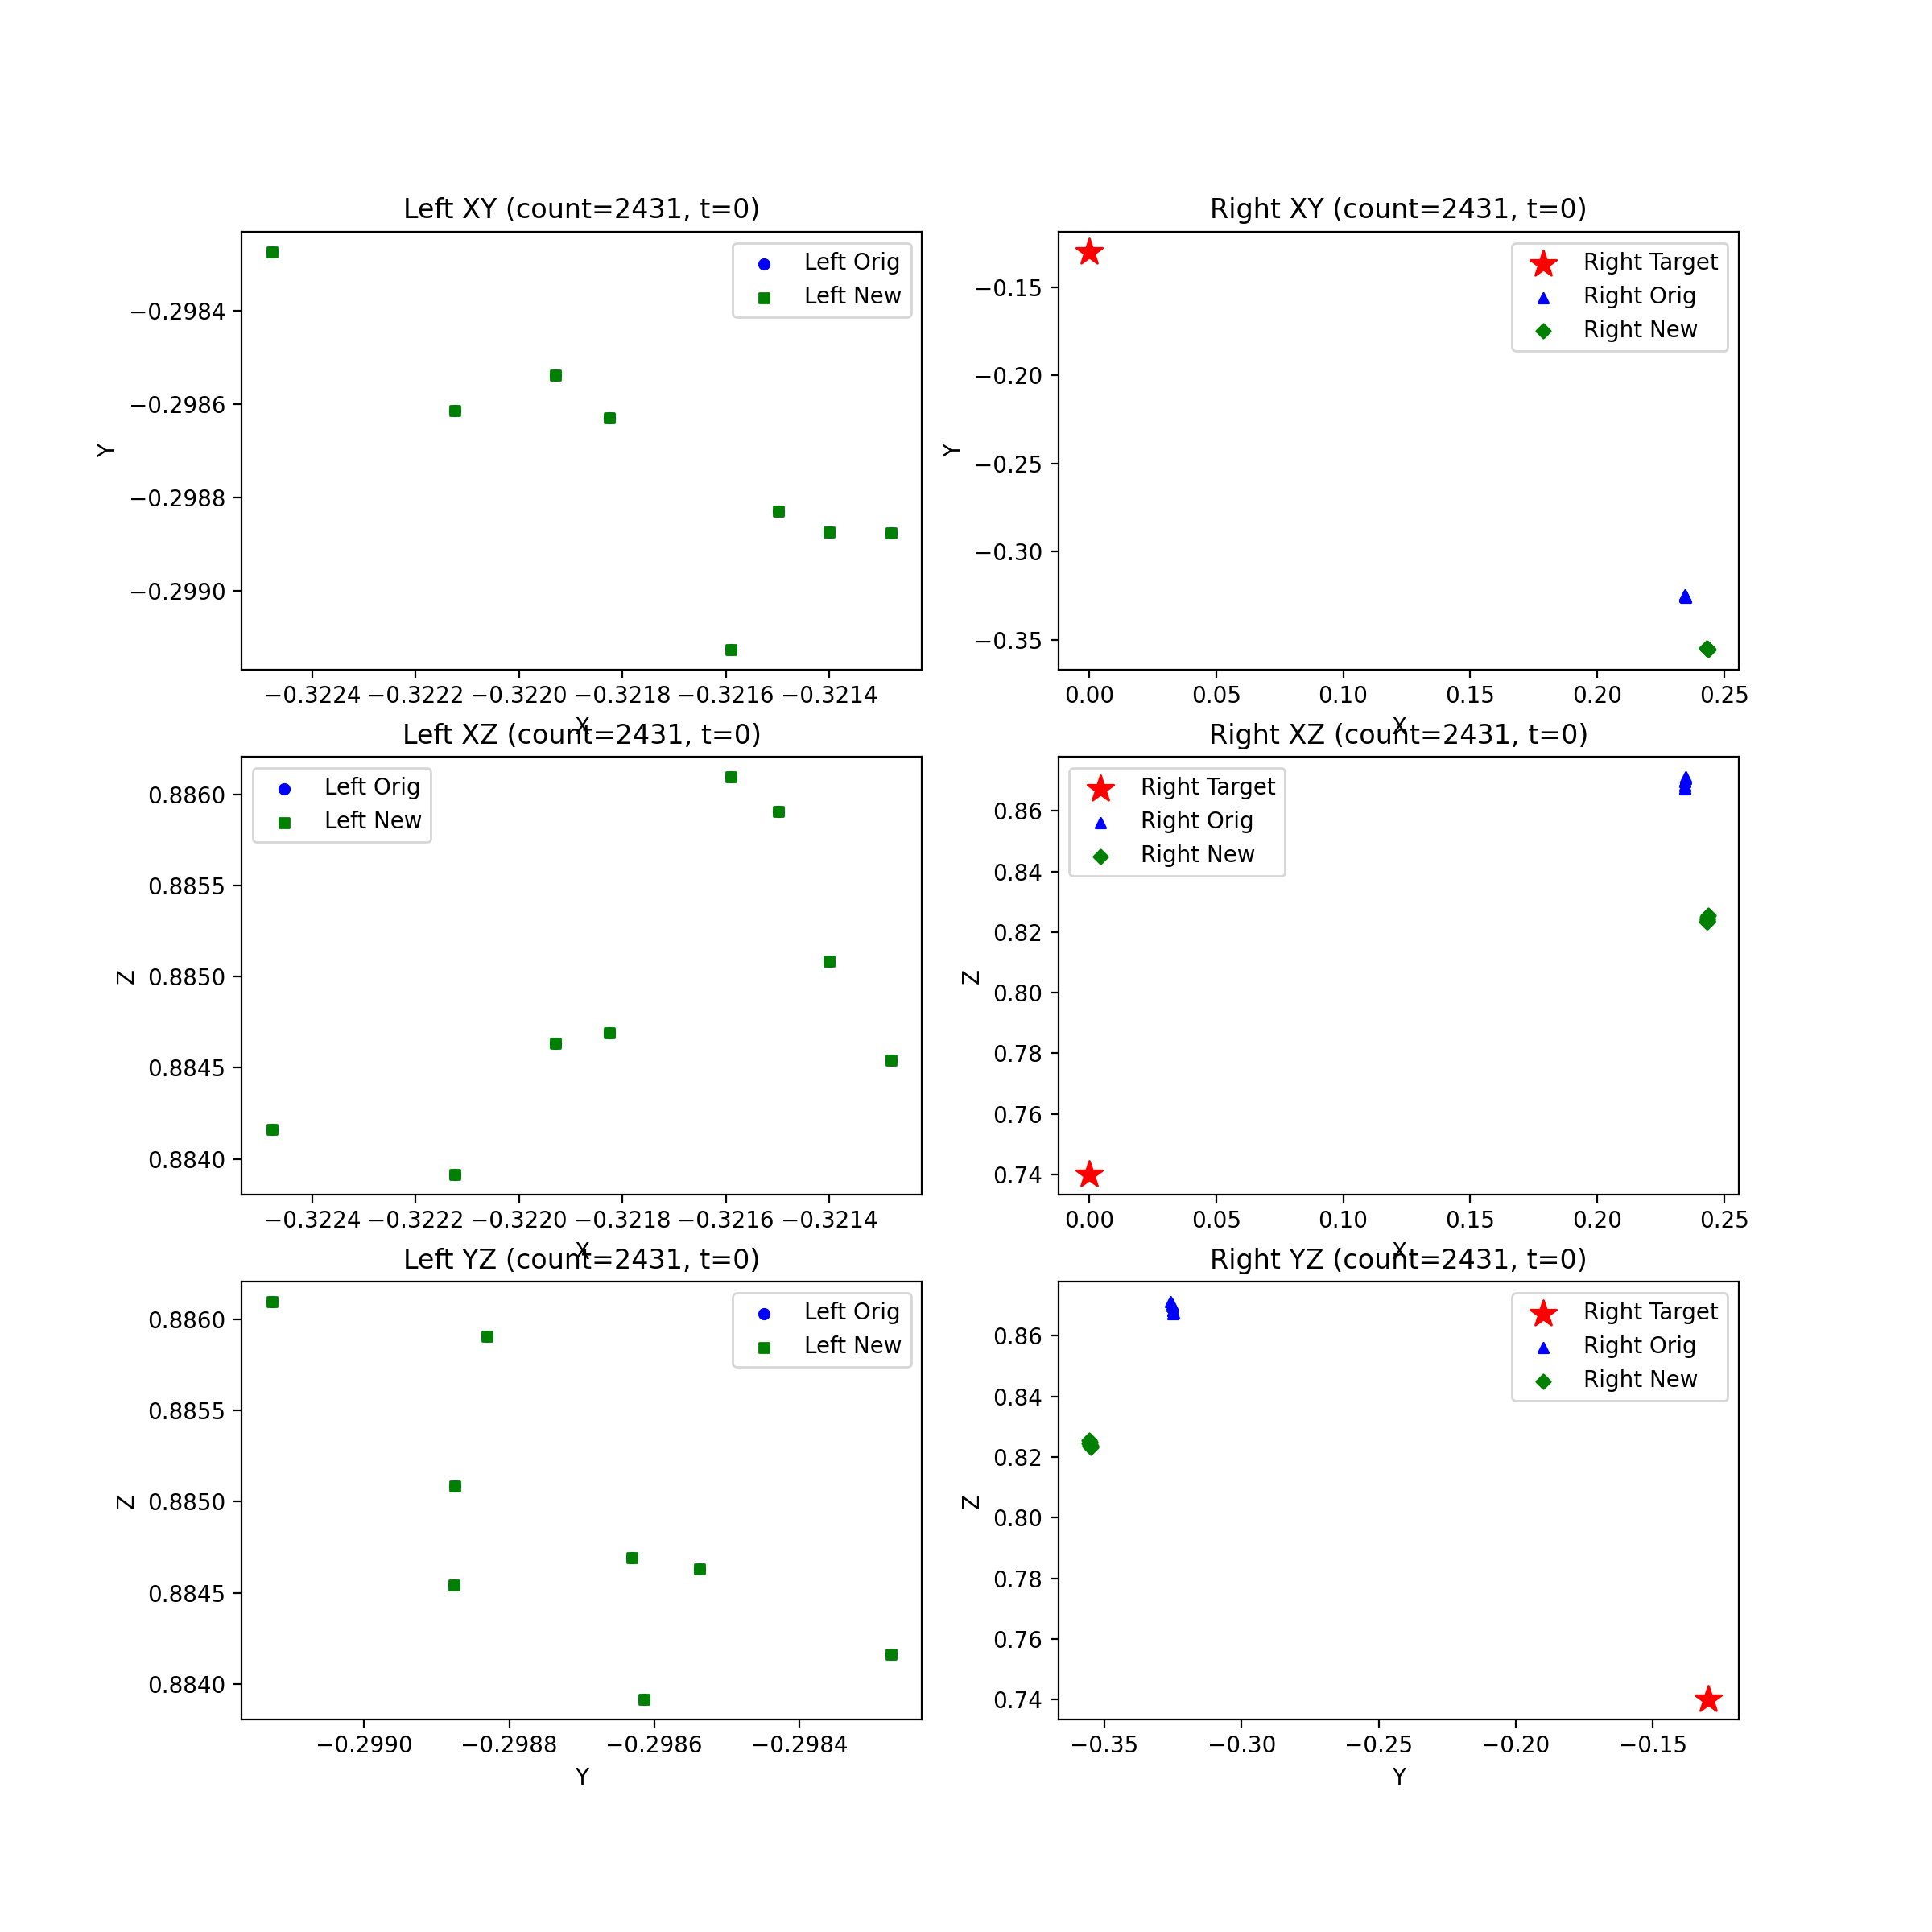 Left XY (count=2431, t=0)
Left Orig
Left New
−0.2984
−0.2986
−0.2988
−0.2990
Y
−0.3224 −0.3222 −0.3220 −0.3218 −0.3216 −0.3214
X
Right XY (count=2431, t=0)
Right Target
Right Orig
Right New
−0.15
−0.20
−0.25
−0.30
−0.35
Y
0.00 0.05 0.10 0.15 0.20 0.25
X
Left XZ (count=2431, t=0)
Left Orig
Left New
0.8860
0.8855
0.8850
0.8845
0.8840
Z
−0.3224 −0.3222 −0.3220 −0.3218 −0.3216 −0.3214
X
Right XZ (count=2431, t=0)
Right Target
Right Orig
Right New
0.86
0.84
0.82
0.80
0.78
0.76
0.74
Z
0.00 0.05 0.10 0.15 0.20 0.25
X
Left YZ (count=2431, t=0)
Left Orig
Left New
0.8860
0.8855
0.8850
0.8845
0.8840
Z
−0.2990 −0.2988 −0.2986 −0.2984
Y
Right YZ (count=2431, t=0)
Right Target
Right Orig
Right New
0.86
0.84
0.82
0.80
0.78
0.76
0.74
Z
−0.35 −0.30 −0.25 −0.20 −0.15
Y